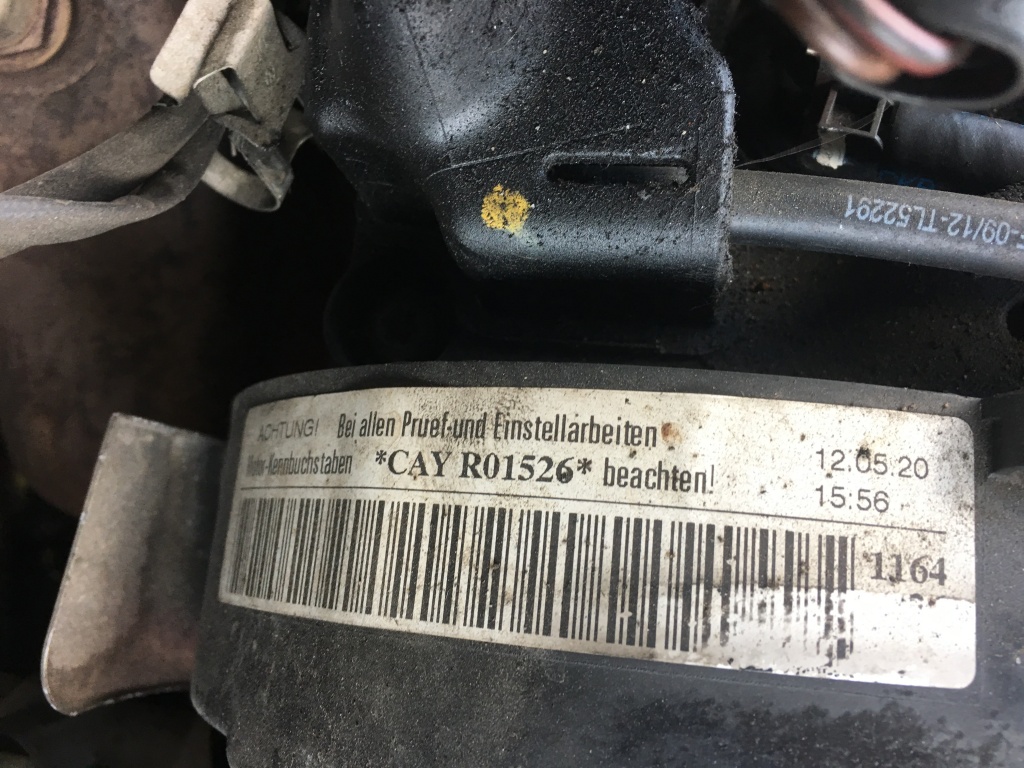 -09/12-TL52291
ACHTUNG! Bei allen Pruef-und Einstellarbeiten
Motor-Kennbuchstaben *CAY R01526* beachten!
12.05.20
15:56
1164